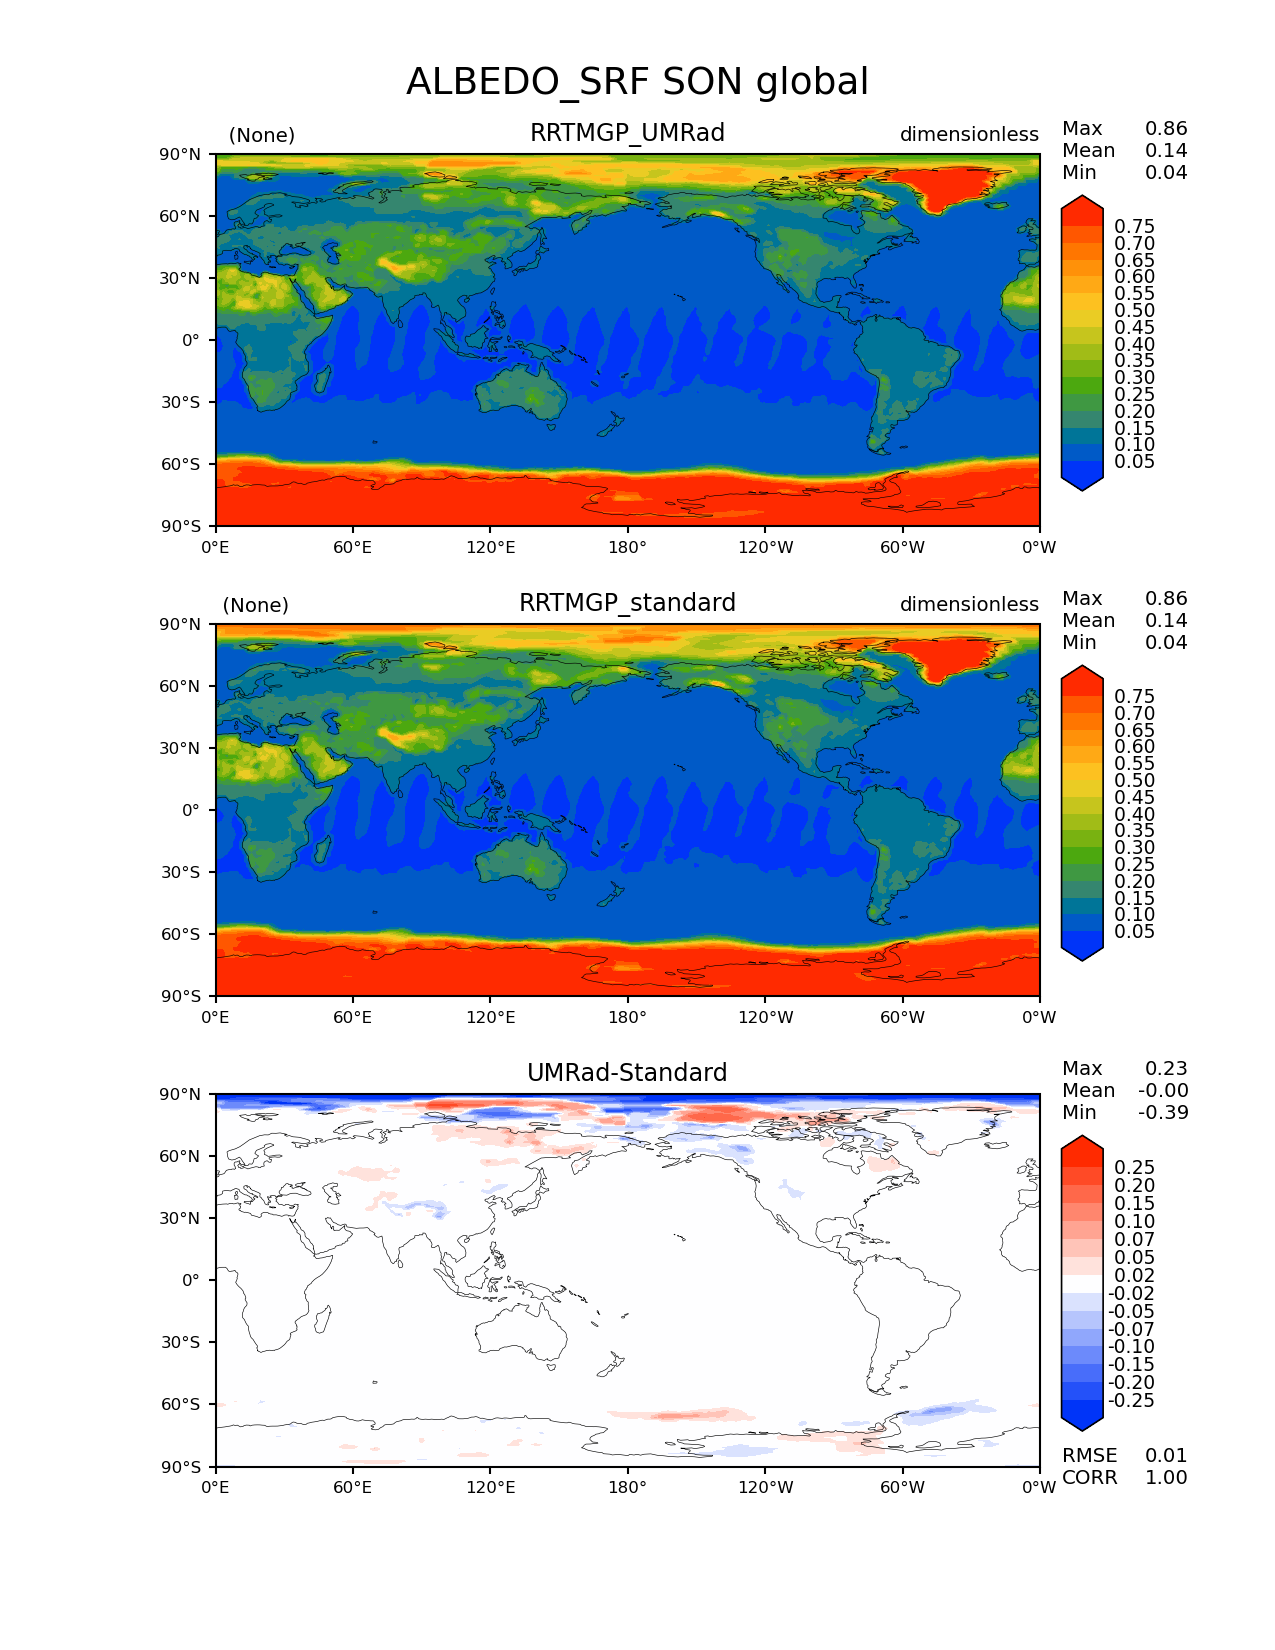 ALBEDO_SRF SON global
(None) RRTMGP_UMRad dimensionless
Max 0.86
Mean 0.14
Min 0.04
90°N
60°N
30°N
0°
30°S
60°S
90°S
0°E 60°E 120°E 180° 120°W 60°W 0°W
0.75
0.70
0.65
0.60
0.55
0.50
0.45
0.40
0.35
0.30
0.25
0.20
0.15
0.10
0.05
(None) RRTMGP_standard dimensionless
Max 0.86
Mean 0.14
Min 0.04
90°N
60°N
30°N
0°
30°S
60°S
90°S
0°E 60°E 120°E 180° 120°W 60°W 0°W
0.75
0.70
0.65
0.60
0.55
0.50
0.45
0.40
0.35
0.30
0.25
0.20
0.15
0.10
0.05
UMRad-Standard
Max 0.23
Mean -0.00
Min -0.39
90°N
60°N
30°N
0°
30°S
60°S
90°S
0°E 60°E 120°E 180° 120°W 60°W 0°W
0.25
0.20
0.15
0.10
0.07
0.05
0.02
-0.02
-0.05
-0.07
-0.10
-0.15
-0.20
-0.25
RMSE 0.01
CORR 1.00